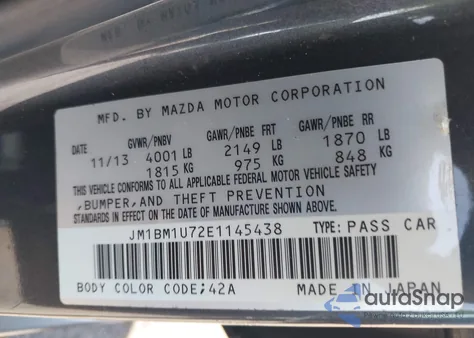 MFD. BY MAZDA MOTOR CORPORATION
DATE GVWR/PNBV GAWR/PNBE FRT GAWR/PNBE RR
11/13 4001 LB 2149 LB 1870 LB
1815 KG 975 KG 848 KG
THIS VEHICLE CONFORMS TO ALL APPLICABLE FEDERAL MOTOR VEHICLE SAFETY
,BUMPER, AND THEFT PREVENTION
STANDARDS IN EFFECT ON THE DATE OF MANUFACTURE SHOWN ABOVE.
JM1BM1U72E1145438 TYPE: PASS CAR
BODY COLOR CODE;42A MADE IN JAPAN
autoSnap